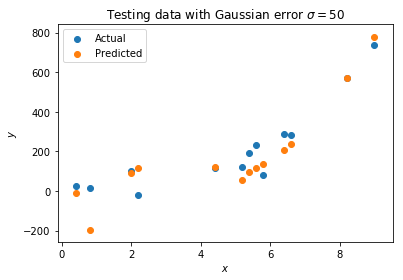 Testing data with Gaussian error σ = 50
Actual
Predicted
800
600
400
200
0
−200
y
0
2
4
6
8
x